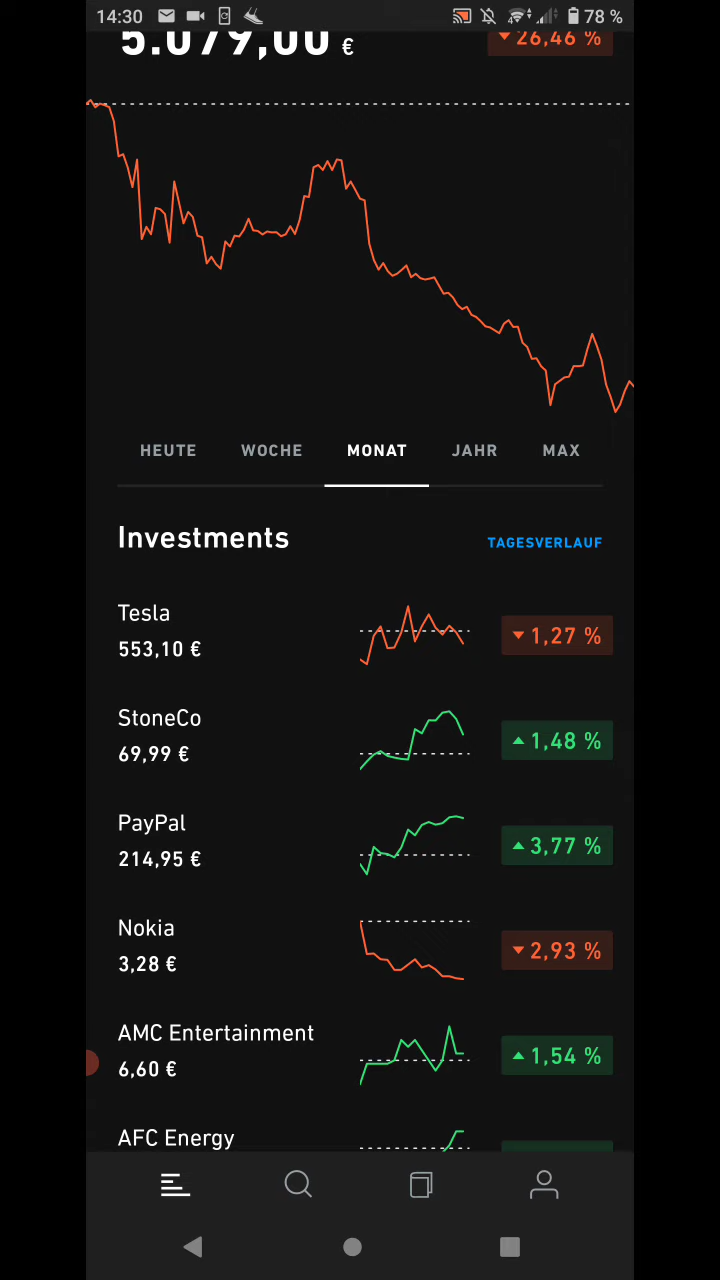 14:30
78 %
5.079,00 €
26,46 %
HEUTE WOCHE MONAT JAHR MAX
Investments
TAGESVERLAUF
Tesla
553,10 €
1,27 %
StoneCo
69,99 €
1,48 %
PayPal
214,95 €
3,77 %
Nokia
3,28 €
2,93 %
AMC Entertainment
6,60 €
1,54 %
AFC Energy